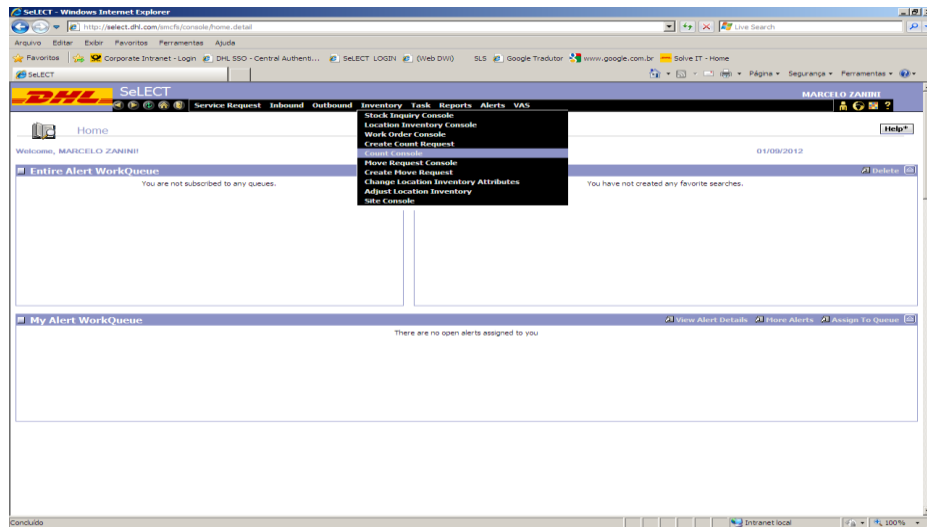 SeLECT - Windows Internet Explorer
http://select.dhl.com/smcfs/console/home.detail
Live Search
Arquivo Editar Exibir Favoritos Ferramentas Ajuda
Favoritos Corporate Intranet - Login DHL SSO - Central Authenti... SeLECT LOGIN (Web DWI) SLS Google Tradutor www.google.com.br Solve IT - Home
SeLECT
Página Segurança Ferramentas
DHL SeLECT
MARCELO ZANINI
Service Request Inbound Outbound Inventory Task Reports Alerts VAS
Stock Inquiry Console
Location Inventory Console
Work Order Console
Create Count Request
Count Console
Move Request Console
Create Move Request
Change Location Inventory Attributes
Adjust Location Inventory
Site Console
Home
Help
Welcome, MARCELO ZANINI!
01/09/2012
Entire Alert WorkQueue
Delete
You are not subscribed to any queues.
You have not created any favorite searches.
My Alert WorkQueue
View Alert Details More Alerts Assign To Queue
There are no open alerts assigned to you
Concluído
Intranet local
100%